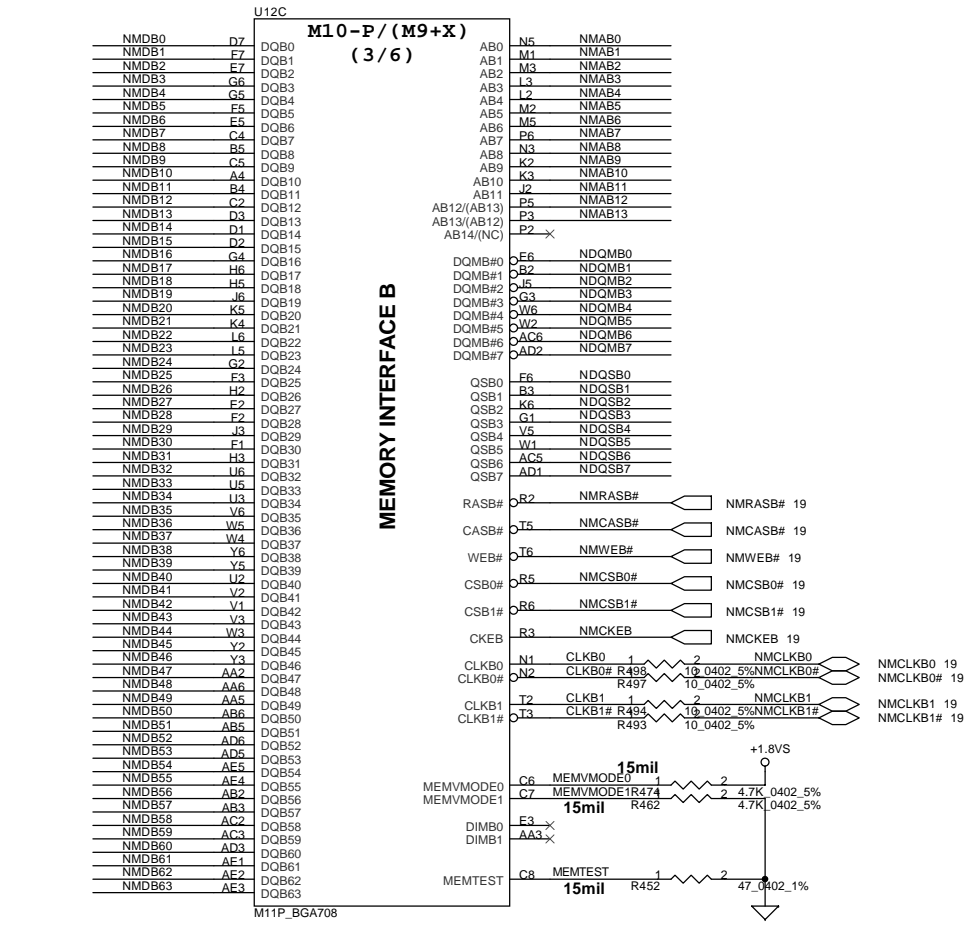 U12C
M10-P/(M9+X)
(3/6)
MEMORY INTERFACE B
NMDB0 D7 DQB0
NMDB1 F7 DQB1
NMDB2 E7 DQB2
NMDB3 G6 DQB3
NMDB4 G5 DQB4
NMDB5 F5 DQB5
NMDB6 E5 DQB6
NMDB7 C4 DQB7
NMDB8 B5 DQB8
NMDB9 C5 DQB9
NMDB10 A4 DQB10
NMDB11 B4 DQB11
NMDB12 C2 DQB12
NMDB13 D3 DQB13
NMDB14 D1 DQB14
NMDB15 D2 DQB15
NMDB16 G4 DQB16
NMDB17 H6 DQB17
NMDB18 H5 DQB18
NMDB19 J6 DQB19
NMDB20 K5 DQB20
NMDB21 K4 DQB21
NMDB22 L6 DQB22
NMDB23 L5 DQB23
NMDB24 G2 DQB24
NMDB25 F3 DQB25
NMDB26 H2 DQB26
NMDB27 E2 DQB27
NMDB28 F2 DQB28
NMDB29 J3 DQB29
NMDB30 F1 DQB30
NMDB31 H3 DQB31
NMDB32 U6 DQB32
NMDB33 U5 DQB33
NMDB34 U3 DQB34
NMDB35 V6 DQB35
NMDB36 W5 DQB36
NMDB37 W4 DQB37
NMDB38 Y6 DQB38
NMDB39 Y5 DQB39
NMDB40 U2 DQB40
NMDB41 V2 DQB41
NMDB42 V1 DQB42
NMDB43 V3 DQB43
NMDB44 W3 DQB44
NMDB45 Y2 DQB45
NMDB46 Y3 DQB46
NMDB47 AA2 DQB47
NMDB48 AA6 DQB48
NMDB49 AA5 DQB49
NMDB50 AB6 DQB50
NMDB51 AB5 DQB51
NMDB52 AD6 DQB52
NMDB53 AD5 DQB53
NMDB54 AE5 DQB54
NMDB55 AE4 DQB55
NMDB56 AB2 DQB56
NMDB57 AB3 DQB57
NMDB58 AC2 DQB58
NMDB59 AC3 DQB59
NMDB60 AD3 DQB60
NMDB61 AE1 DQB61
NMDB62 AE2 DQB62
NMDB63 AE3 DQB63
AB0 N5 NMAB0
AB1 M1 NMAB1
AB2 M3 NMAB2
AB3 L3 NMAB3
AB4 L2 NMAB4
AB5 M2 NMAB5
AB6 M5 NMAB6
AB7 P6 NMAB7
AB8 N3 NMAB8
AB9 K2 NMAB9
AB10 K3 NMAB10
AB11 J2 NMAB11
AB12/(AB13) P5 NMAB12
AB13/(AB12) P3 NMAB13
AB14/(NC) P2
DQMB#0 E6 NDQMB0
DQMB#1 B2 NDQMB1
DQMB#2 J5 NDQMB2
DQMB#3 G3 NDQMB3
DQMB#4 W6 NDQMB4
DQMB#5 W2 NDQMB5
DQMB#6 AC6 NDQMB6
DQMB#7 AD2 NDQMB7
QSB0 F6 NDQSB0
QSB1 B3 NDQSB1
QSB2 K6 NDQSB2
QSB3 G1 NDQSB3
QSB4 V5 NDQSB4
QSB5 W1 NDQSB5
QSB6 AC5 NDQSB6
QSB7 AD1 NDQSB7
RASB# R2 NMRASB# NMRASB# 19
CASB# T5 NMCASB# NMCASB# 19
WEB# T6 NMWEB# NMWEB# 19
CSB0# R5 NMCSB0# NMCSB0# 19
CSB1# R6 NMCSB1# NMCSB1# 19
CKEB R3 NMCKEB NMCKEB 19
CLKB0 N1 CLKB0 1 2 NMCLKB0 NMCLKB0 19
CLKB0# N2 CLKB0# R498 1 2 10_0402_5% NMCLKB0# NMCLKB0# 19
R497 10_0402_5%
CLKB1 T2 CLKB1 1 2 NMCLKB1 NMCLKB1 19
CLKB1# T3 CLKB1# R494 1 2 10_0402_5% NMCLKB1# NMCLKB1# 19
R493 10_0402_5%
+1.8VS
15mil
MEMVMODE0 C6 MEMVMODE0 1 2
MEMVMODE1 C7 MEMVMODE1 R474 1 2 4.7K_0402_5%
15mil R462 4.7K_0402_5%
DIMB0 E3
DIMB1 AA3
MEMTEST C8 MEMTEST 1 2
15mil R452 47_0402_1%
M11P_BGA708